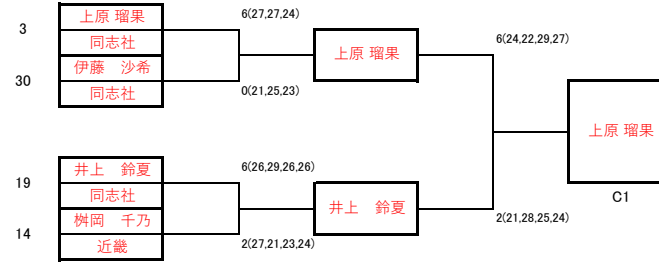 3
上原 瑠果
同志社
30
伊藤　沙希
同志社
6(27,27,24)
0(21,25,23)
上原 瑠果
6(24,22,29,27)
19
井上　鈴夏
同志社
14
桝岡　千乃
近畿
6(26,29,26,26)
2(27,21,23,24)
井上　鈴夏
2(21,28,25,24)
上原 瑠果
C1